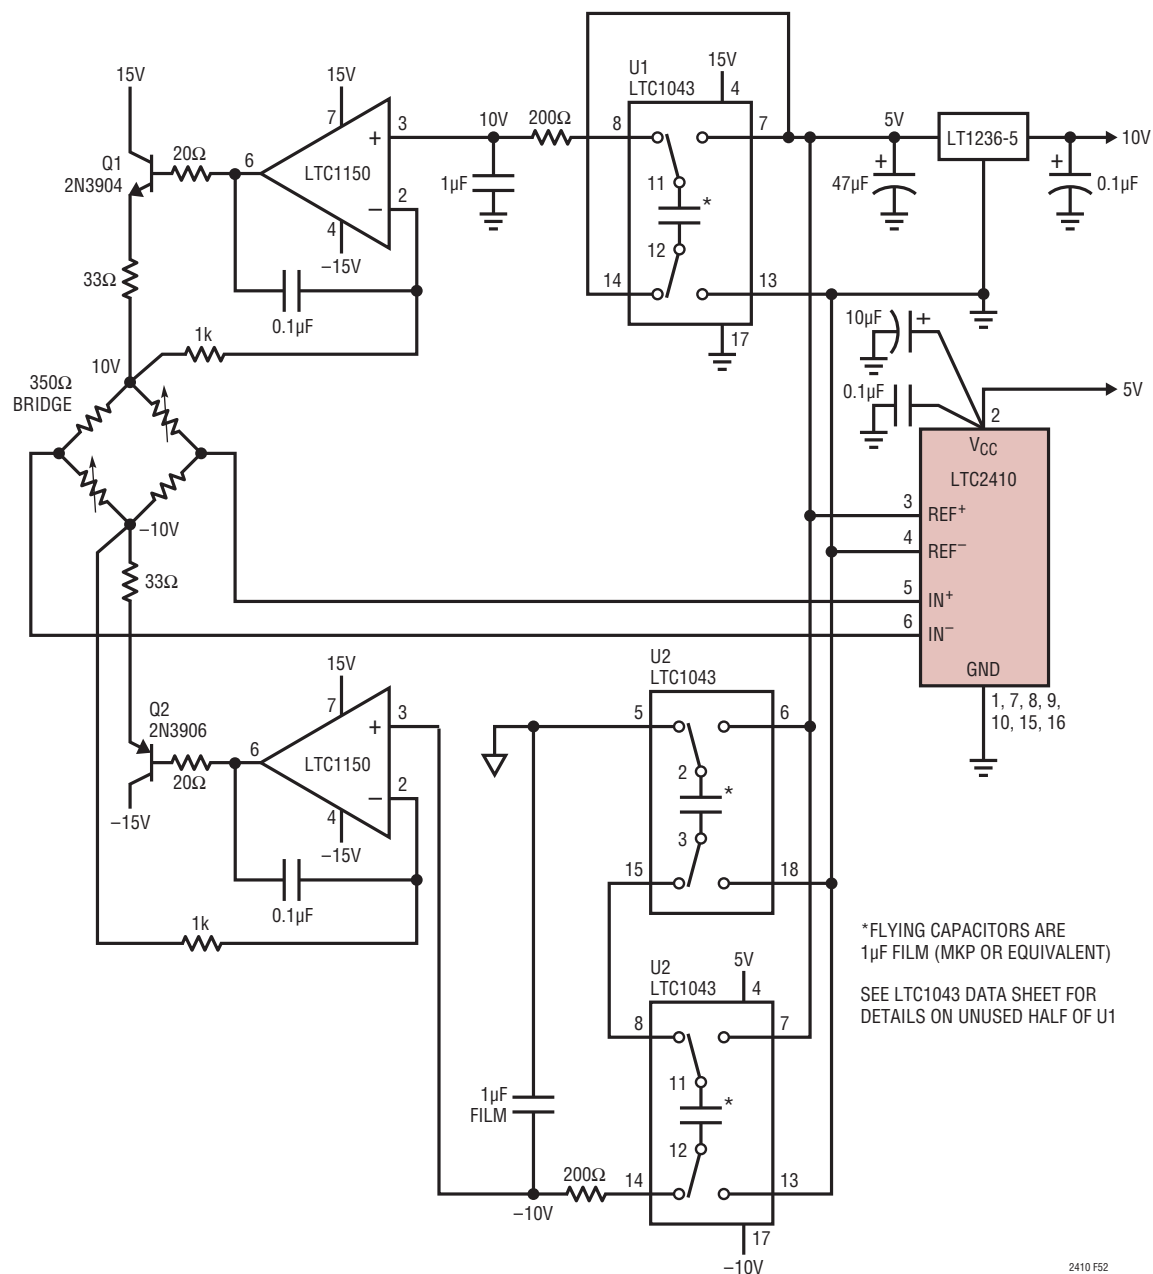 15V
Q1
2N3904
20Ω
6
15V
7
LTC1150
+
3
−
2
4
−15V
0.1µF
33Ω
1k
10V
350Ω
BRIDGE
−10V
33Ω
10V
1µF
200Ω
U1
LTC1043
15V
4
8
7
11
*
12
14
13
17
5V
+
47µF
LT1236-5
10V
+
0.1µF
10µF
+
0.1µF
5V
2
VCC
LTC2410
3
REF+
4
REF−
5
IN+
6
IN−
GND
1, 7, 8, 9,
10, 15, 16
Q2
2N3906
20Ω
−15V
6
15V
7
LTC1150
+
3
−
2
4
−15V
0.1µF
1k
U2
LTC1043
5
6
2
*
3
15
18
U2
LTC1043
5V
4
8
7
11
*
12
14
13
17
−10V
1µF
FILM
200Ω
−10V
*FLYING CAPACITORS ARE
1µF FILM (MKP OR EQUIVALENT)
SEE LTC1043 DATA SHEET FOR
DETAILS ON UNUSED HALF OF U1
2410 F52